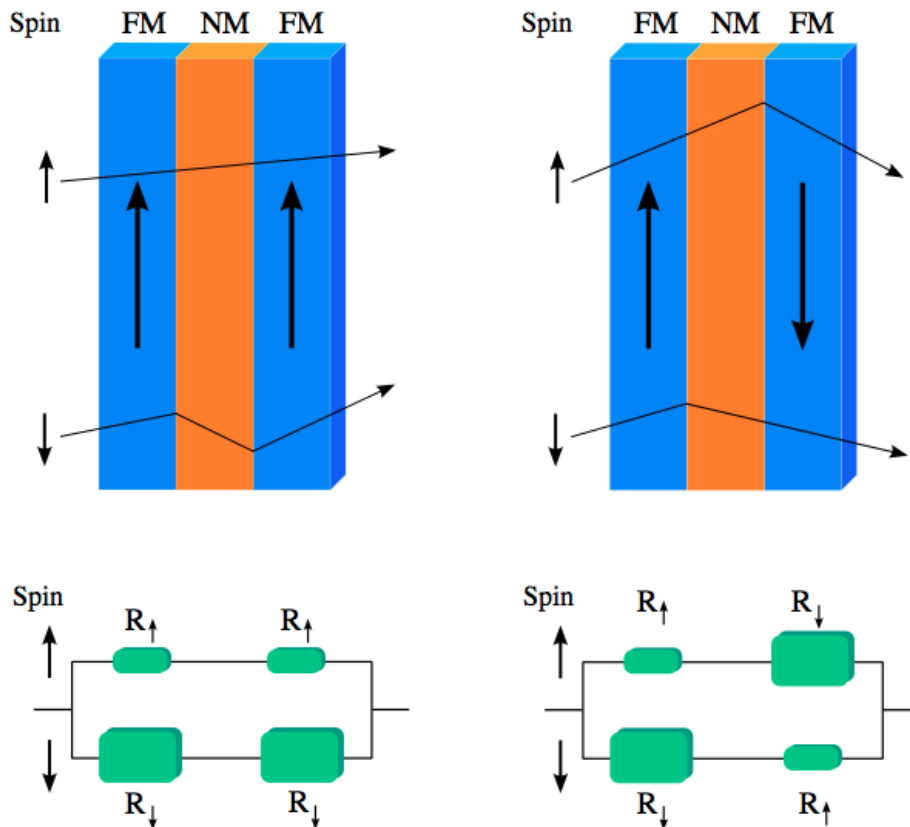 Spin FM NM FM
Spin FM NM FM
Spin
R↑ R↑
R↓ R↓
Spin
R↑ R↓
R↓ R↑